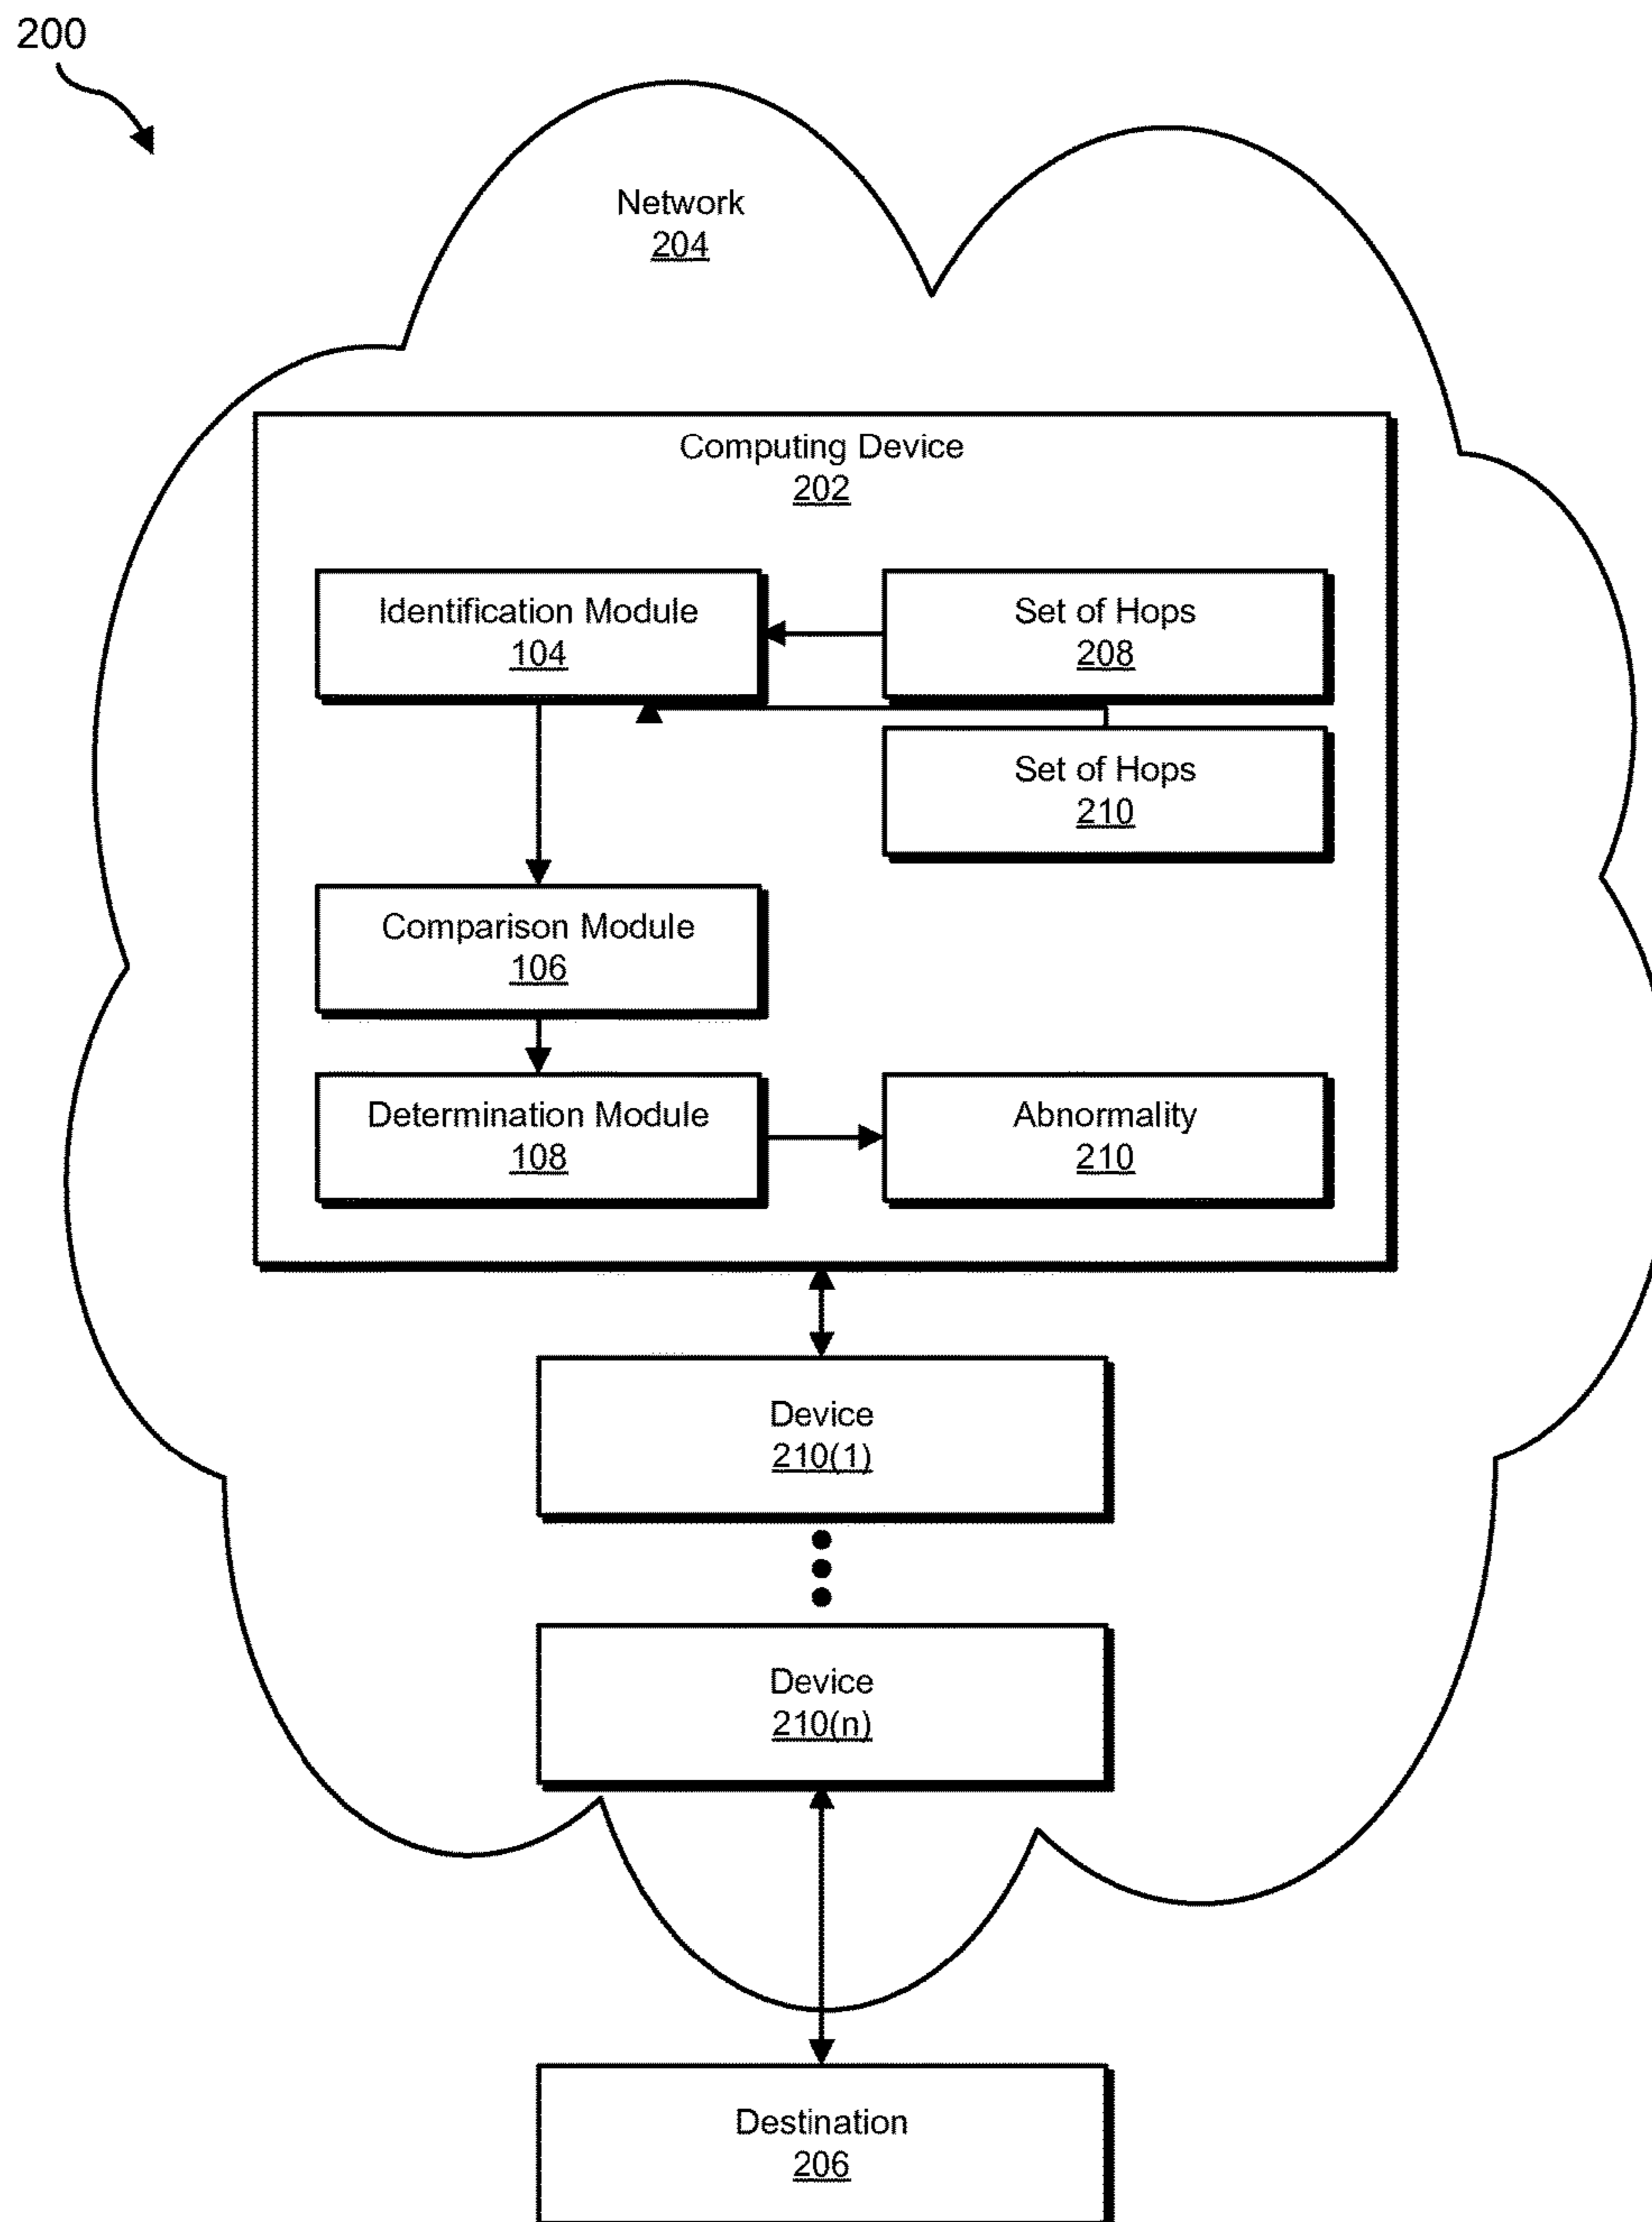 200
Network
204
Computing Device
202
Identification Module
104
Set of Hops
208
Set of Hops
210
Comparison Module
106
Determination Module
108
Abnormality
210
Device
210(1)
Device
210(n)
Destination
206